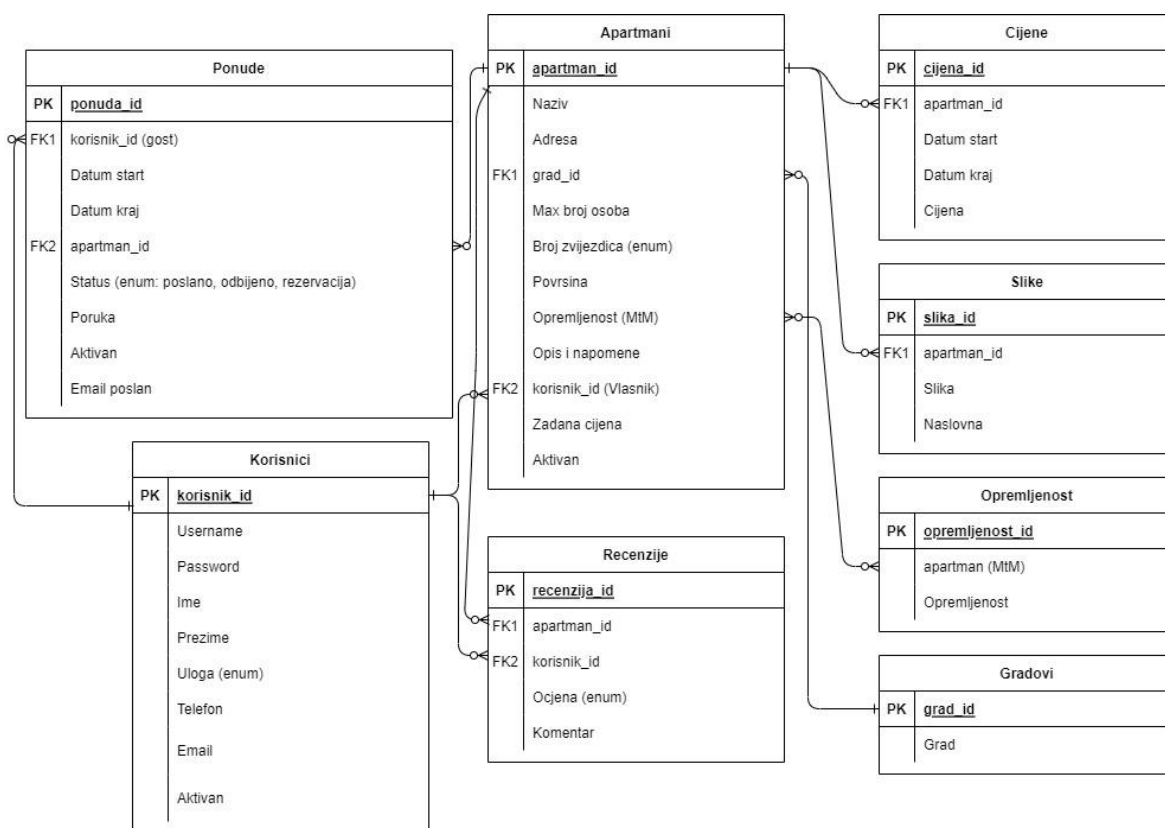 Ponude
PK ponuda_id
FK1 korisnik_id (gost)
Datum start
Datum kraj
FK2 apartman_id
Status (enum: poslano, odbijeno, rezervacija)
Poruka
Aktivan
Email poslan
Korisnici
PK korisnik_id
Username
Password
Ime
Prezime
Uloga (enum)
Telefon
Email
Aktivan
Apartmani
PK apartman_id
Naziv
Adresa
FK1 grad_id
Max broj osoba
Broj zvijezdica (enum)
Povrsina
Opremljenost (MtM)
Opis i napomene
FK2 korisnik_id (Vlasnik)
Zadana cijena
Aktivan
Recenzije
PK recenzija_id
FK1 apartman_id
FK2 korisnik_id
Ocjena (enum)
Komentar
Cijene
PK cijena_id
FK1 apartman_id
Datum start
Datum kraj
Cijena
Slike
PK slika_id
FK1 apartman_id
Slika
Naslovna
Opremljenost
PK opremljenost_id
apartman (MtM)
Opremljenost
Gradovi
PK grad_id
Grad